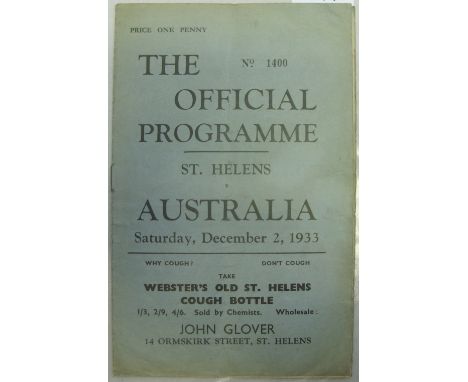 PRICE ONE PENNY
THE Nº 1400
OFFICIAL
PROGRAMME
ST. HELENS
v
AUSTRALIA
Saturday, December 2, 1933
WHY COUGH? DON'T COUGH
TAKE
WEBSTER'S OLD ST. HELENS
COUGH BOTTLE
1/3, 2/9, 4/6. Sold by Chemists. Wholesale:
JOHN GLOVER
14 ORMSKIRK STREET, ST. HELENS